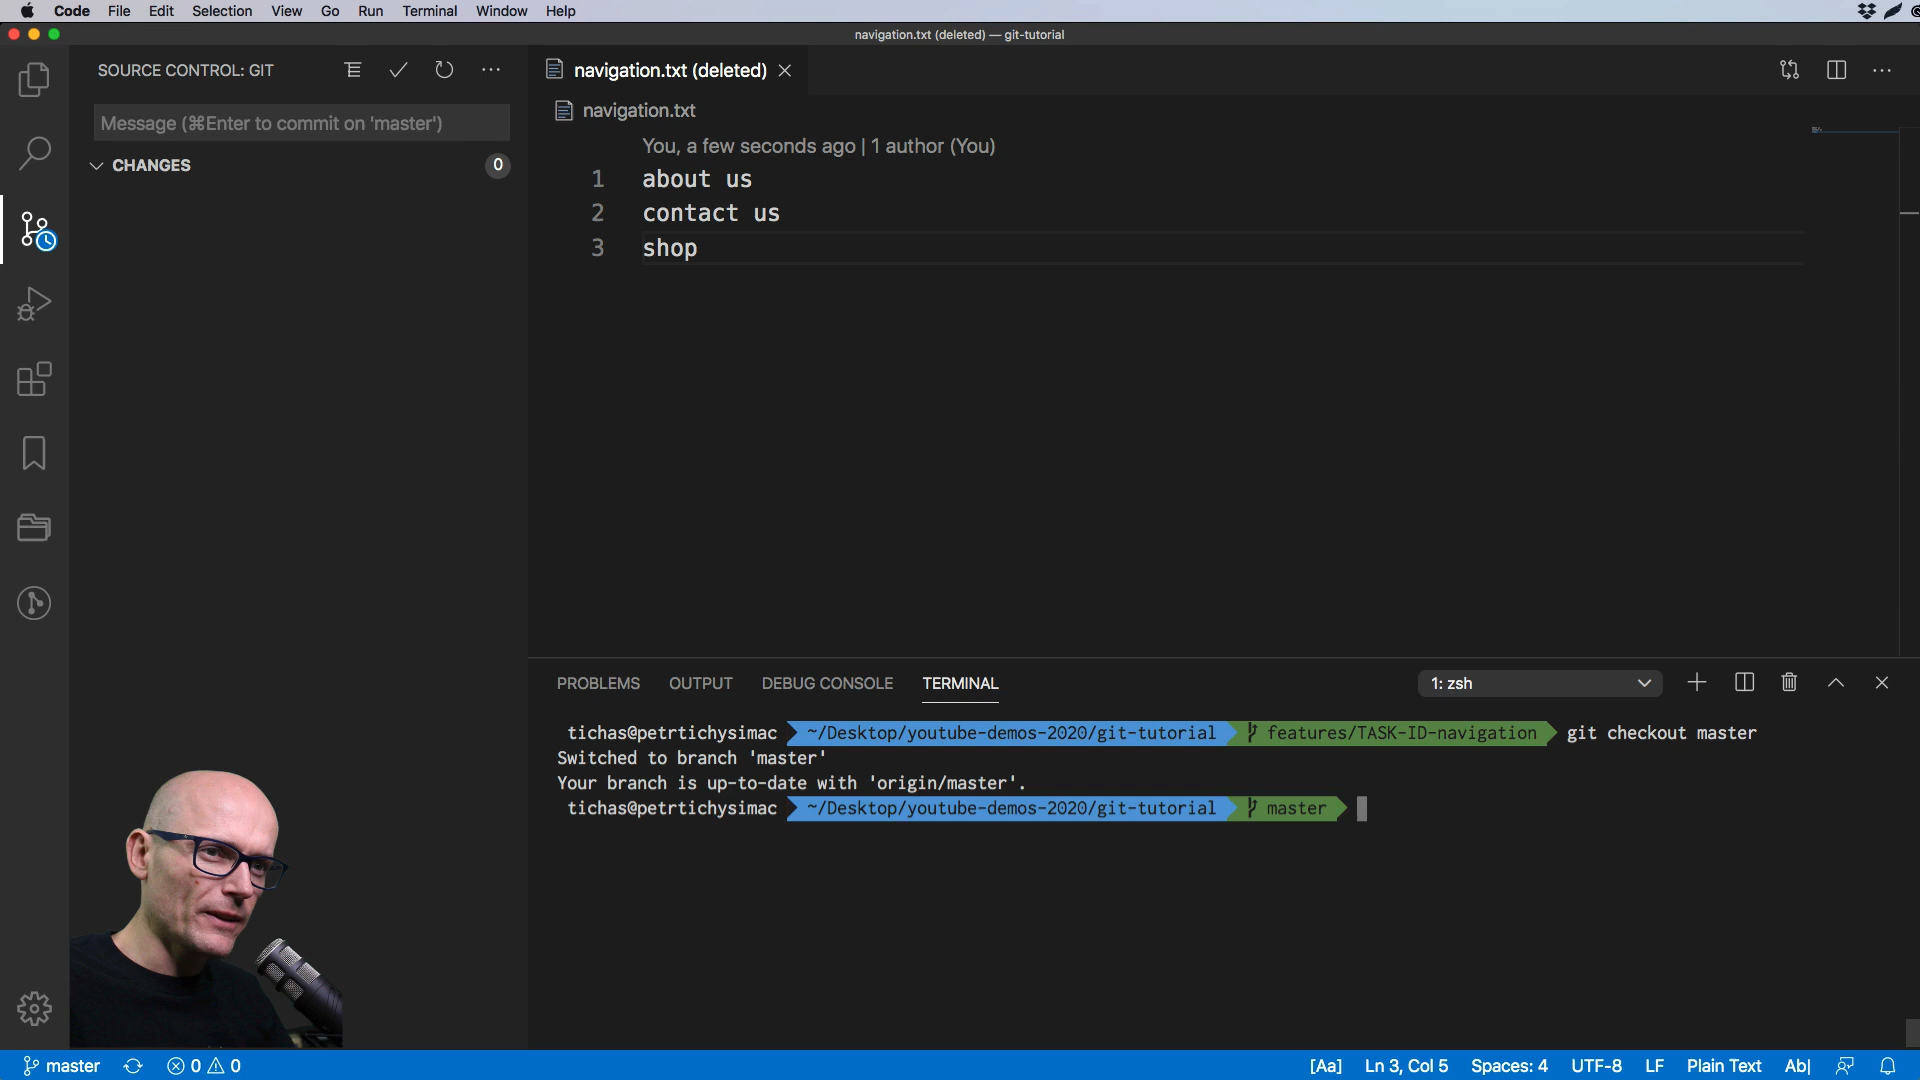 Code File Edit Selection View Go Run Terminal Window Help
navigation.txt (deleted) — git-tutorial
SOURCE CONTROL: GIT
navigation.txt (deleted)
Message (⌘Enter to commit on 'master')
navigation.txt
CHANGES 0
You, a few seconds ago | 1 author (You)
1 about us
2 contact us
3 shop
PROBLEMS OUTPUT DEBUG CONSOLE TERMINAL 1: zsh
tichas@petrtichysimac ~/Desktop/youtube-demos-2020/git-tutorial features/TASK-ID-navigation git checkout master
Switched to branch 'master'
Your branch is up-to-date with 'origin/master'.
tichas@petrtichysimac ~/Desktop/youtube-demos-2020/git-tutorial master
master 0 0 [Aa] Ln 3, Col 5 Spaces: 4 UTF-8 LF Plain Text Ab|